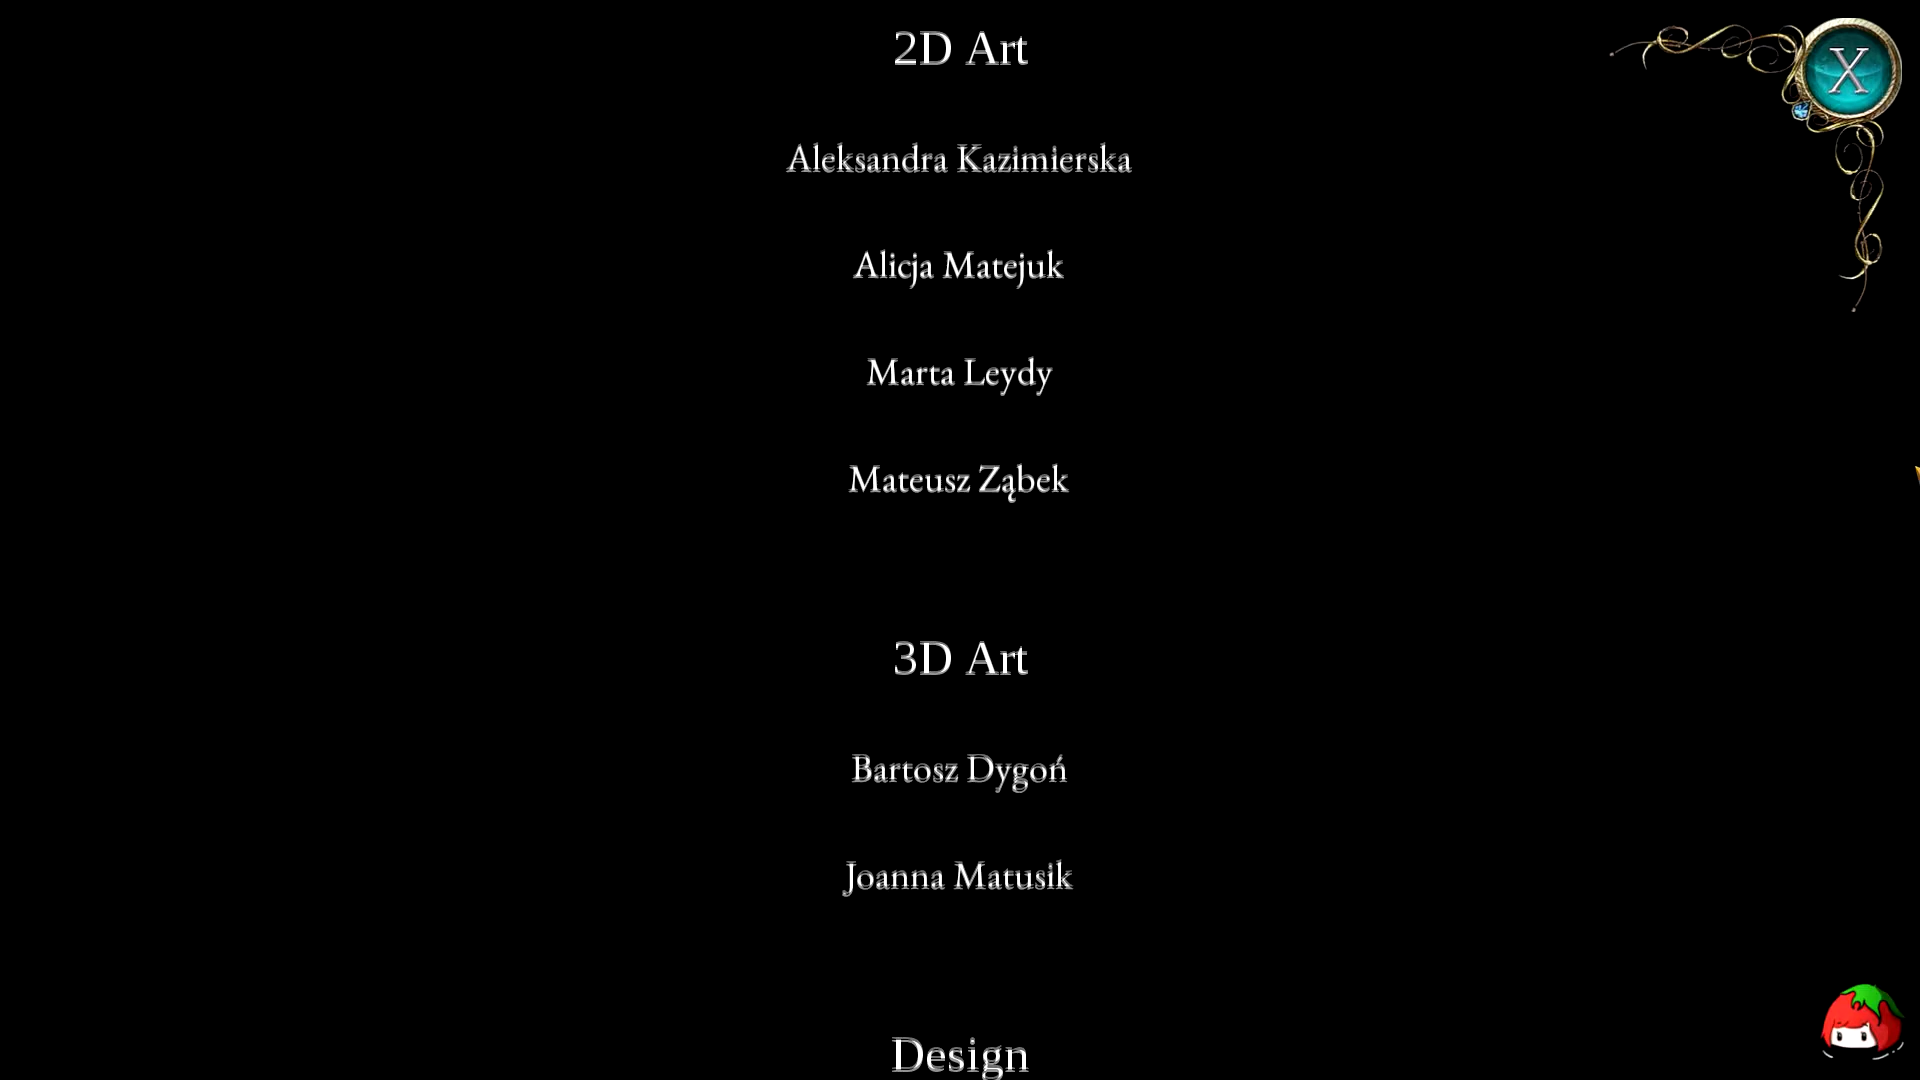 2D Art
X
Aleksandra Kazimierska
Alicja Matejuk
Marta Leydy
Mateusz Ząbek
3D Art
Bartosz Dygoń
Joanna Matusik
Design